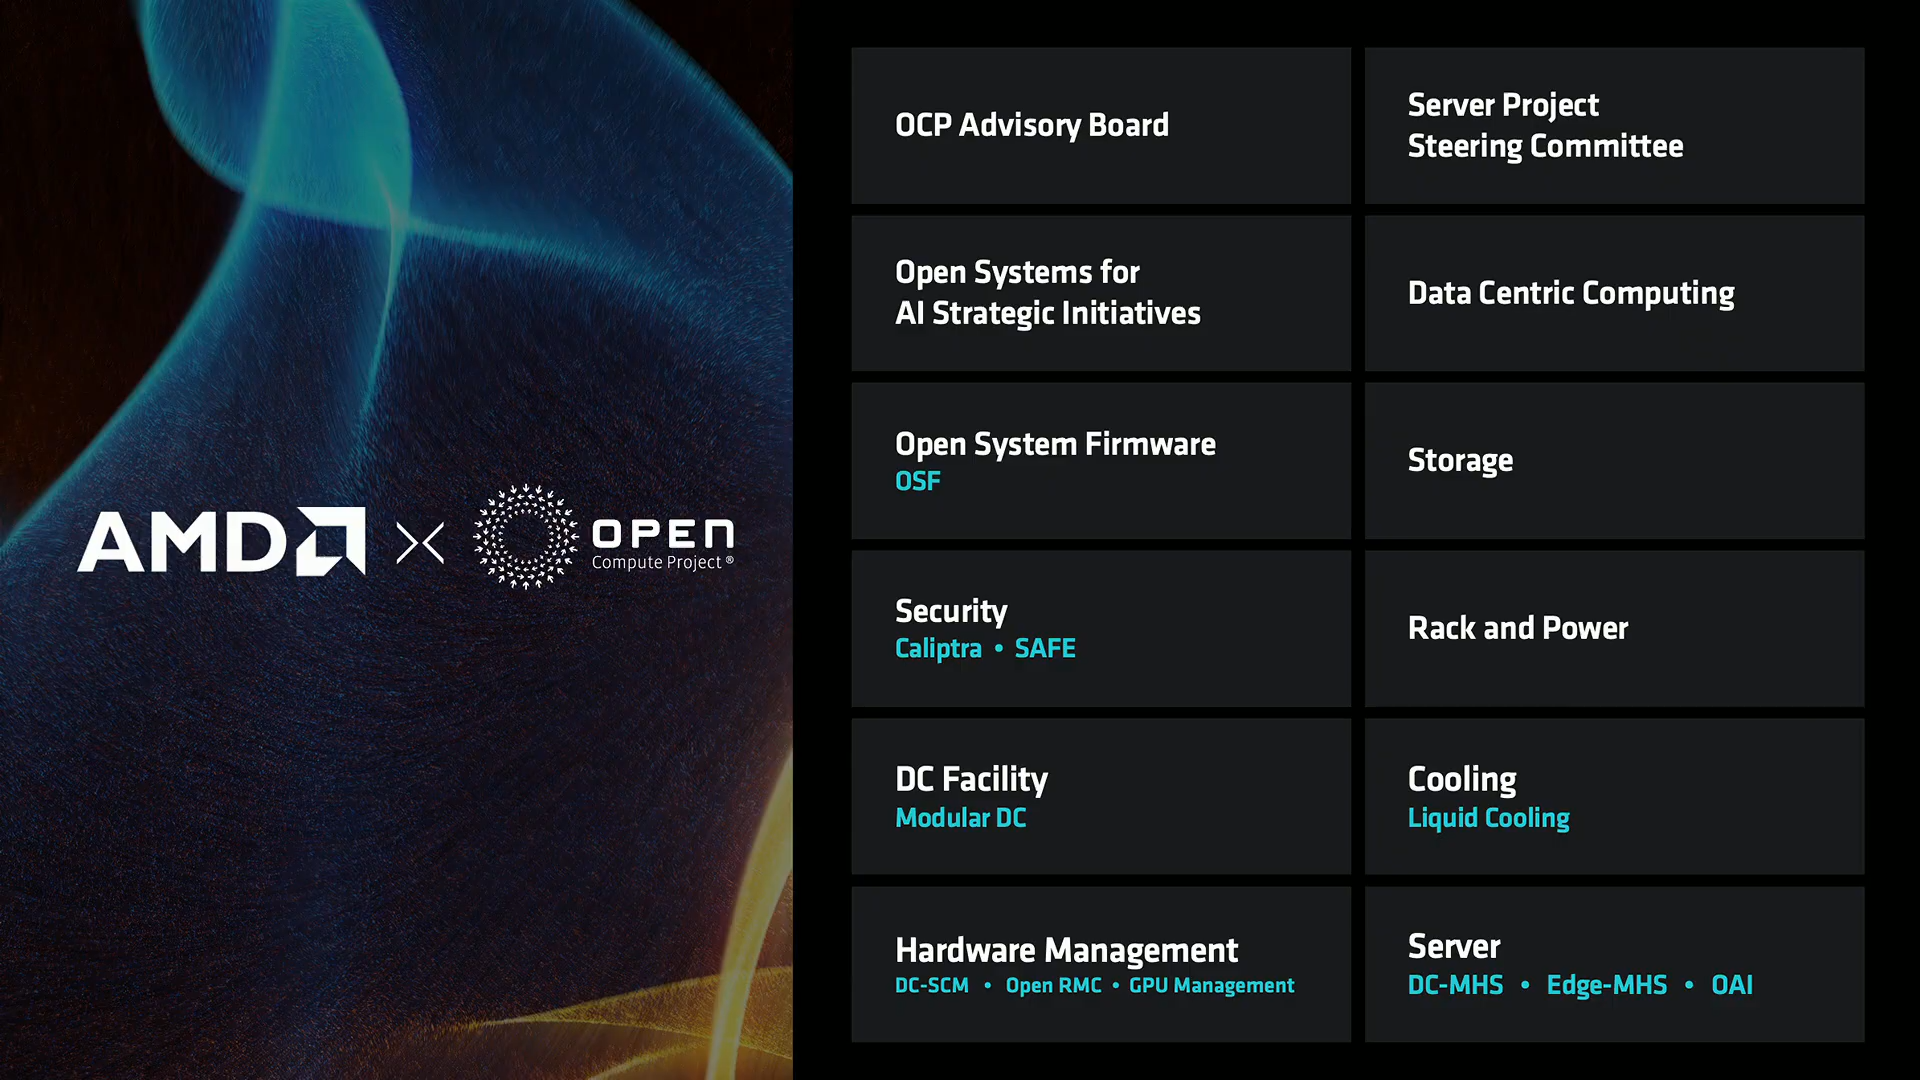 AMD
OPEN
Compute Project ®
OCP Advisory Board
Server Project
Steering Committee
Open Systems for
AI Strategic Initiatives
Data Centric Computing
Open System Firmware
OSF
Storage
Security
Caliptra • SAFE
Rack and Power
DC Facility
Modular DC
Cooling
Liquid Cooling
Hardware Management
DC-SCM • Open RMC • GPU Management
Server
DC-MHS • Edge-MHS • OAI